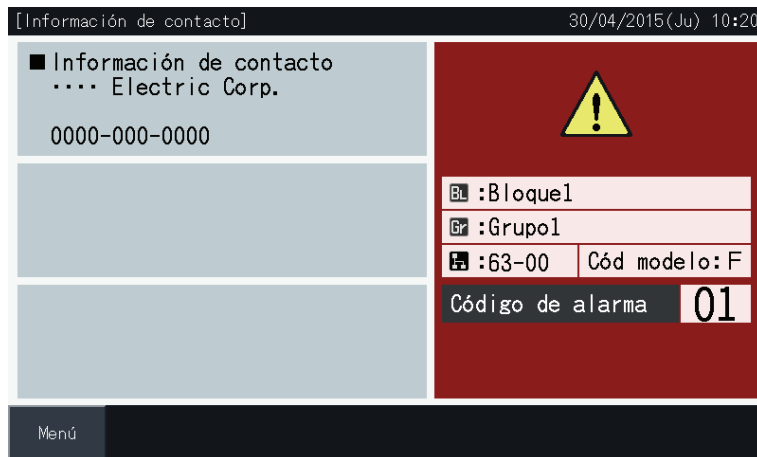 [Información de contacto]
30/04/2015(Ju) 10:20
■Información de contacto
···· Electric Corp.
0000-000-0000
BL :Bloque1
Gr :Grupo1
:63-00
Cód modelo:F
Código de alarma 01
Menú